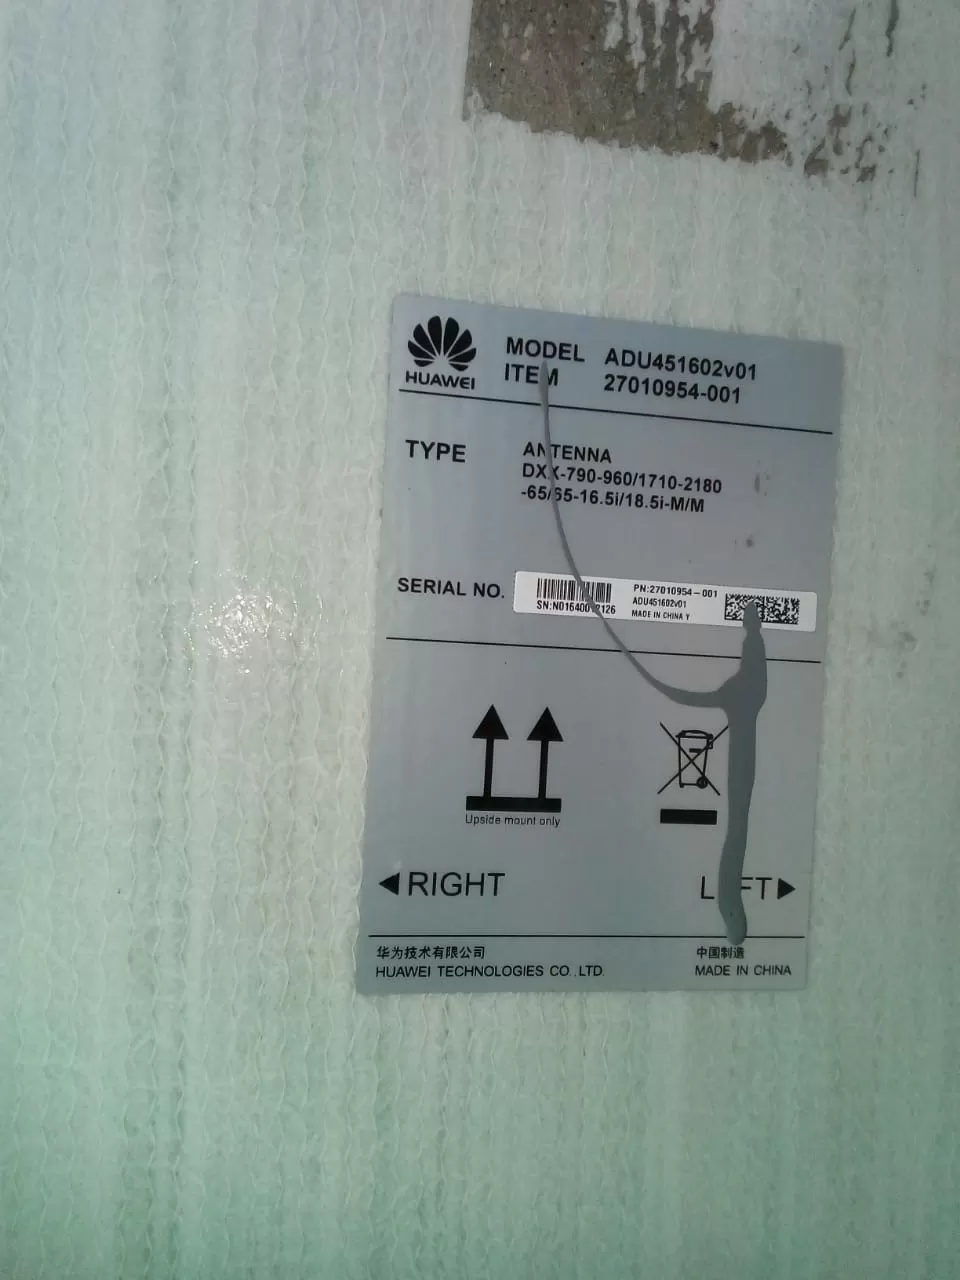 HUAWEI
MODEL ADU451602v01
ITEM 27010954-001
TYPE ANTENNA
DXX-790-960/1710-2180
-65/65-16.5i/18.5i-M/M
SERIAL NO.
PN:27010954-001
ADU451602v01
MADE IN CHINA Y
Upside mount only
RIGHT
华为技术有限公司 中国制造
HUAWEI TECHNOLOGIES CO.,LTD. MADE IN CHINA